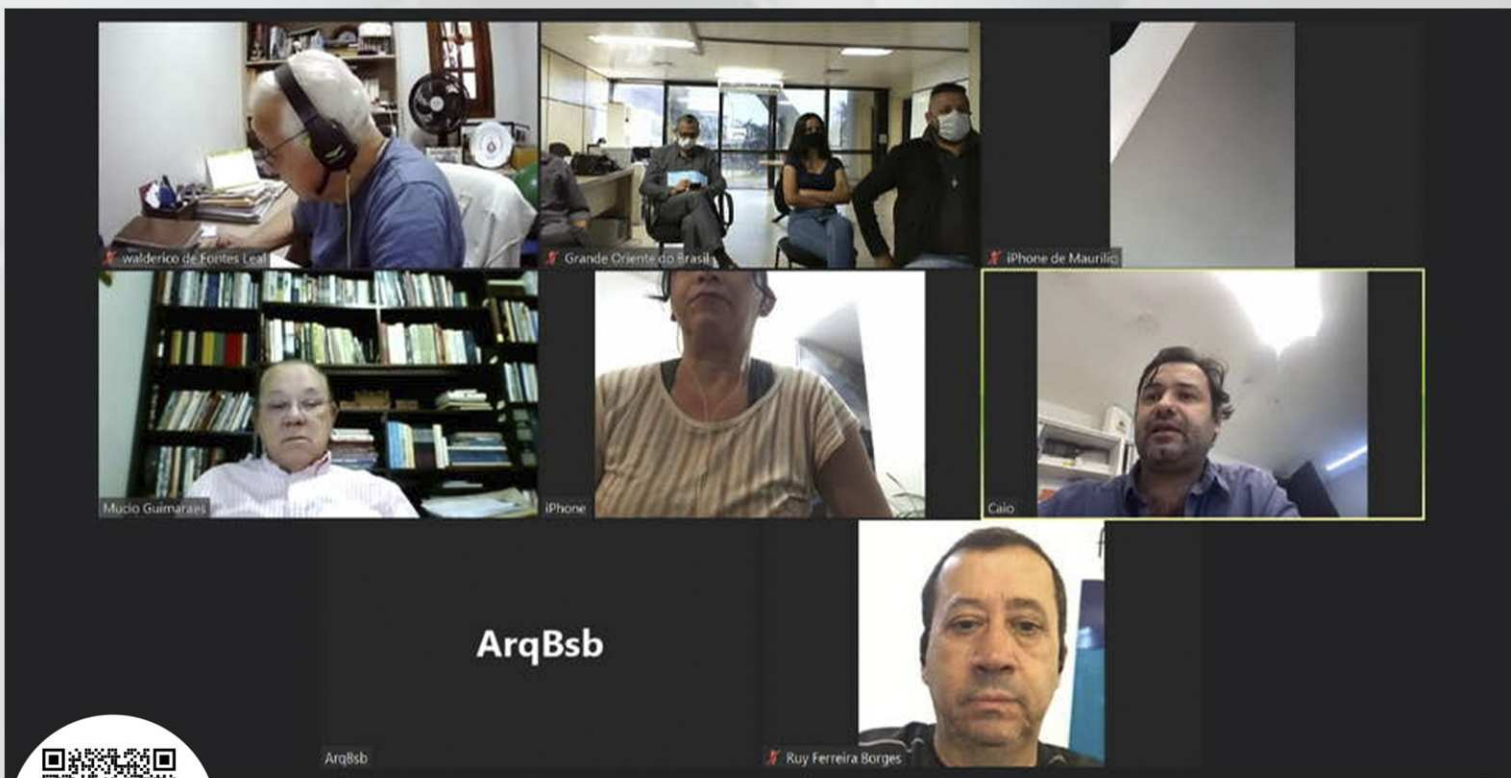 walderico de Fontes Leal
Grande Oriente do Brasil
iPhone de Maurilio
Mucio Guimaraes
iPhone
Caio
ArqBsb
ArqBsb
Ruy Ferreira Borges